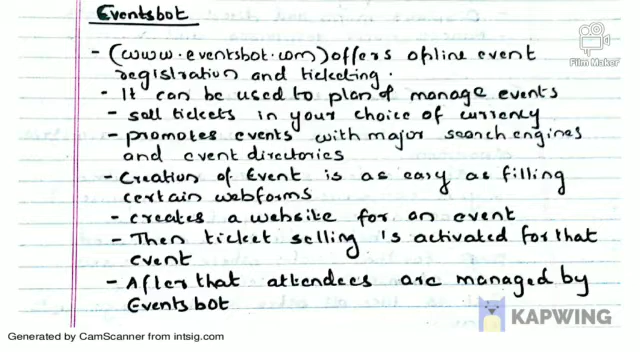 Eventsbot
- (www.eventsbot.com) offers online event
registration and ticketing.
- It can be used to plan & manage events
- sell tickets in your choice of currency
- promotes events with major search engines
and event directories
- Creation of Event is as easy as filling
certain webforms
- creates a website for an event
- Then ticket selling is activated for that
event
- After that attendees are managed by
Eventsbot
Film Maker
KAPWING
Generated by CamScanner from intsig.com